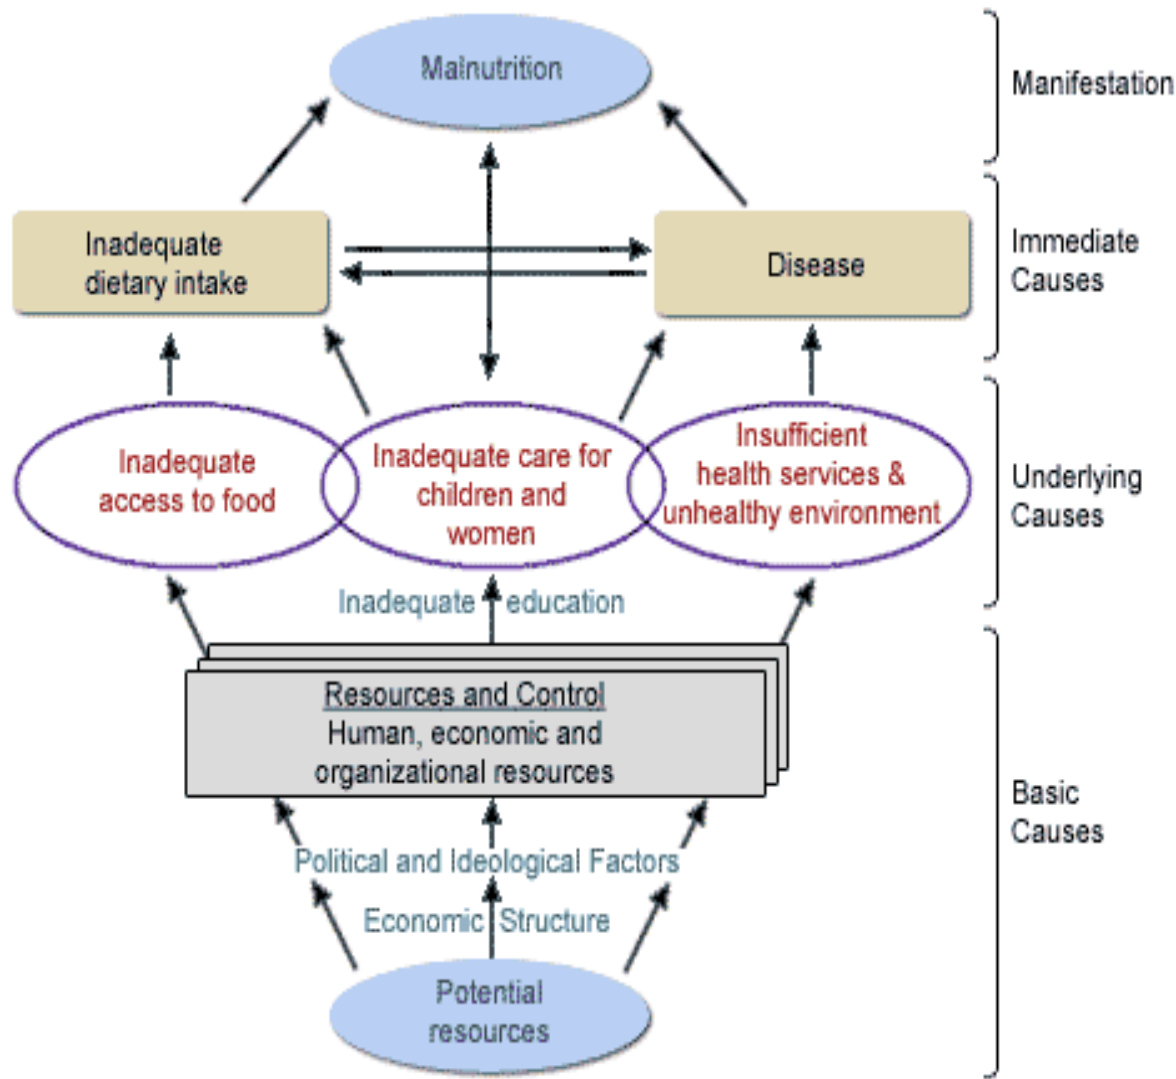 Malnutrition
Manifestation
Inadequate
dietary intake
Disease
Immediate
Causes
Inadequate
access to food
Inadequate care for
children and
women
Insufficient
health services &
unhealthy environment
Underlying
Causes
Inadequate education
Resources and Control
Human, economic and
organizational resources
Basic
Causes
Political and Ideological Factors
Economic Structure
Potential
resources